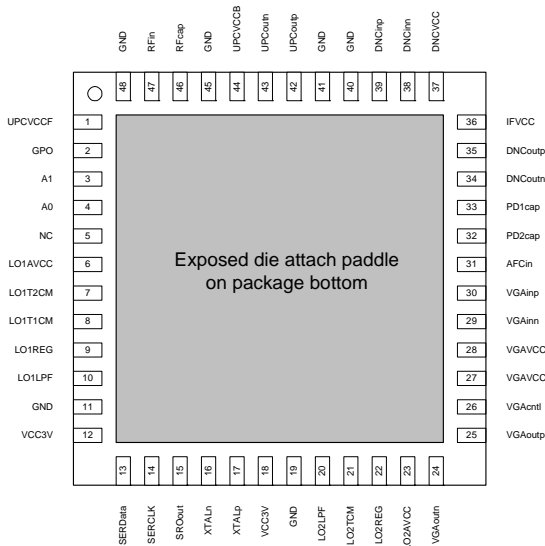 GND
RFin
RFcap
GND
UPCVCCB
UPCoutn
UPCoutp
GND
GND
DNCinp
DNCinn
DNCVCC
48
47
46
45
44
43
42
41
40
39
38
37
UPCVCCF 1
GPO 2
A1 3
A0 4
NC 5
LO1AVCC 6
LO1T2CM 7
LO1T1CM 8
LO1REG 9
LO1LPF 10
GND 11
VCC3V 12
Exposed die attach paddle
on package bottom
36 IFVCC
35 DNCoutp
34 DNCoutn
33 PD1cap
32 PD2cap
31 AFCin
30 VGAinp
29 VGAinn
28 VGAVCC
27 VGAVCC
26 VGAcntl
25 VGAoutp
13
14
15
16
17
18
19
20
21
22
23
24
SERData
SERCLK
SROout
XTALn
XTALp
VCC3V
GND
LO2LPF
LO2TCM
LO2REG
LO2AVCC
VGAoutn